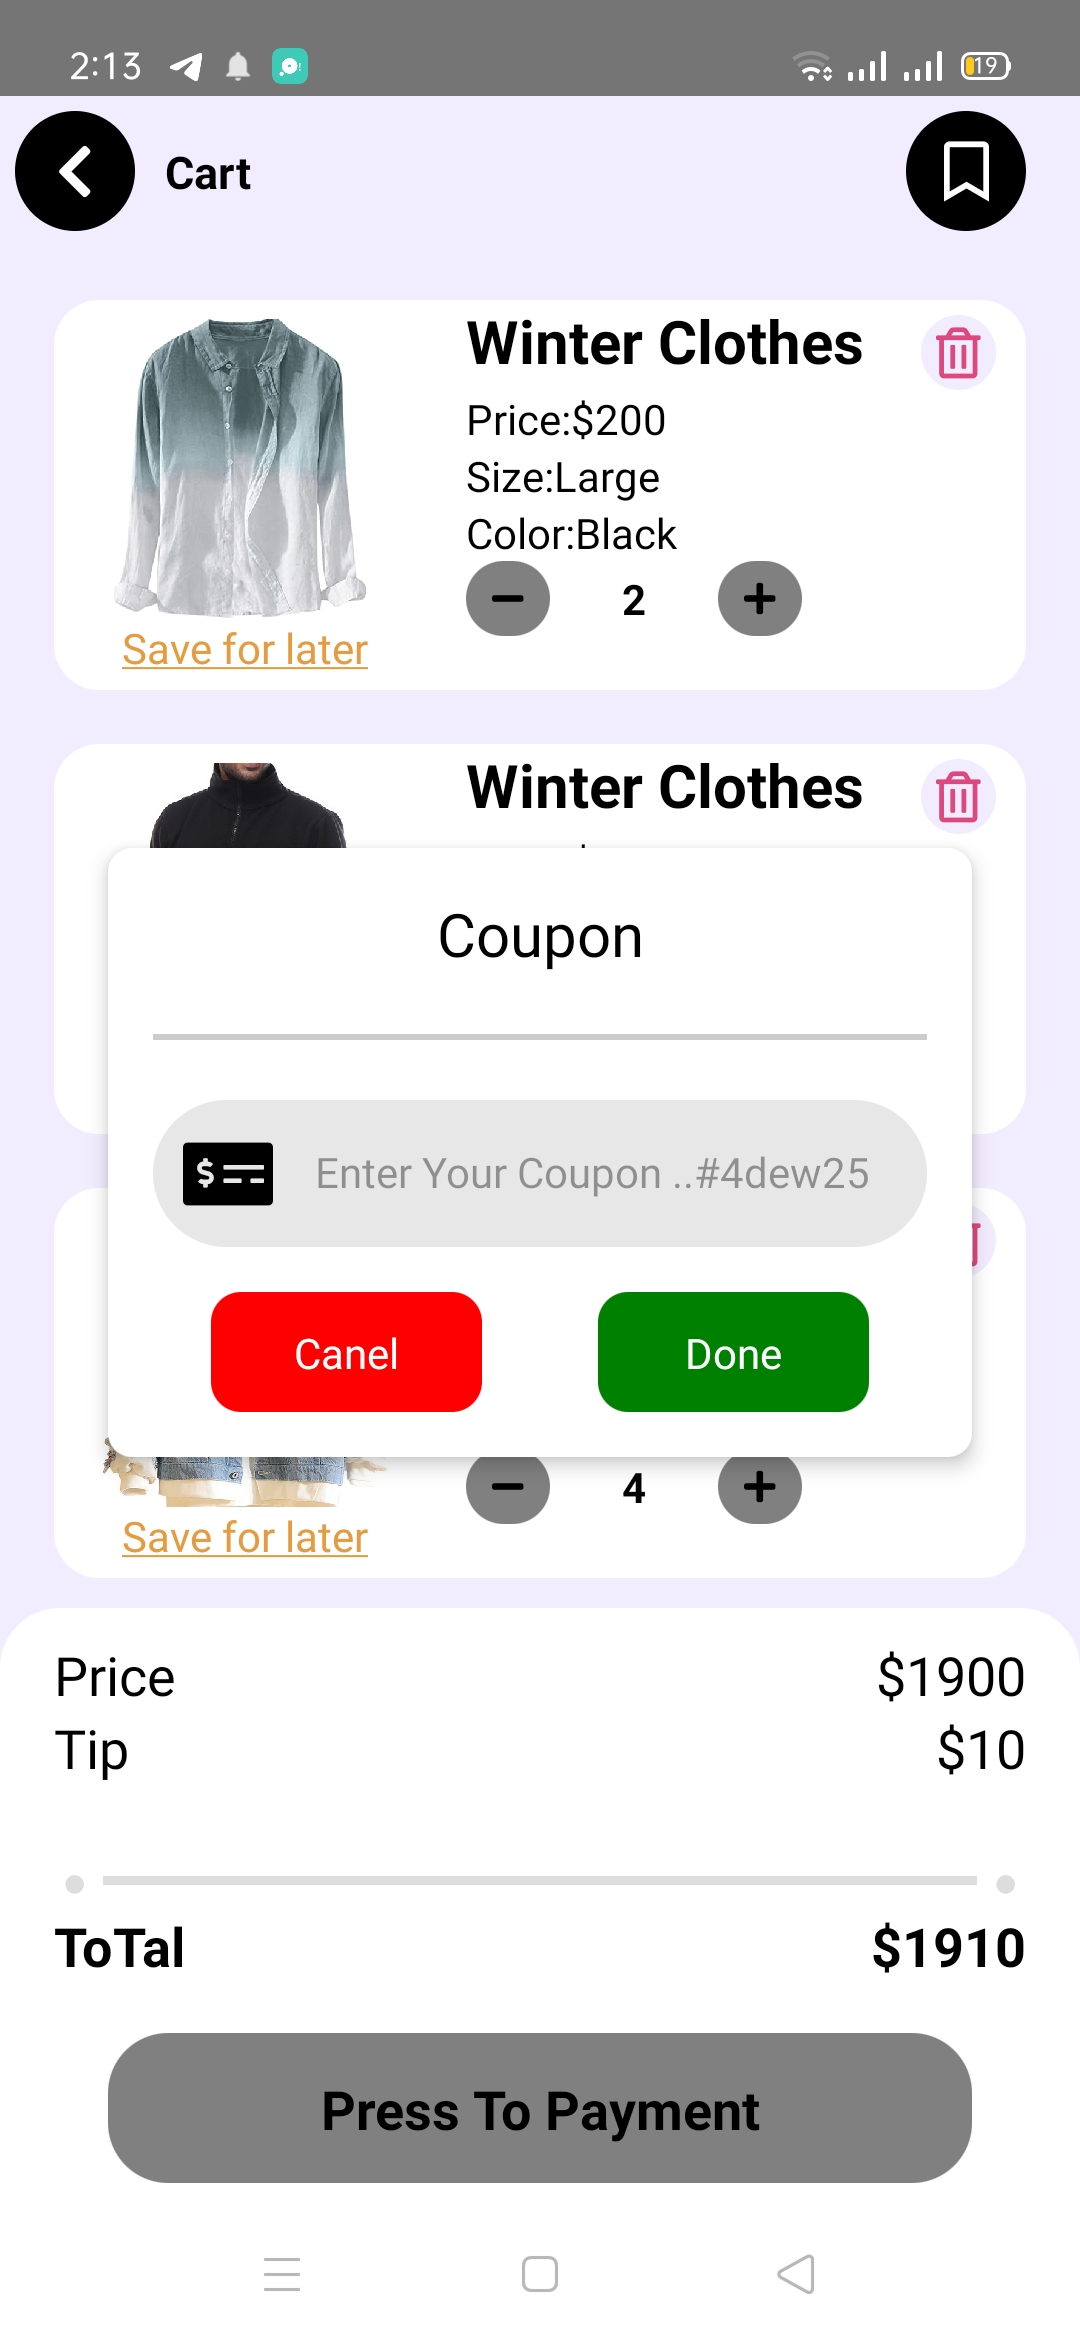 2:13
19
Cart
Winter Clothes
Price:$200
Size:Large
Color:Black
2
Save for later
Winter Clothes
Coupon
$
Enter Your Coupon ..#4dew25
Canel
Done
4
Save for later
Price
$1900
Tip
$10
ToTal
$1910
Press To Payment